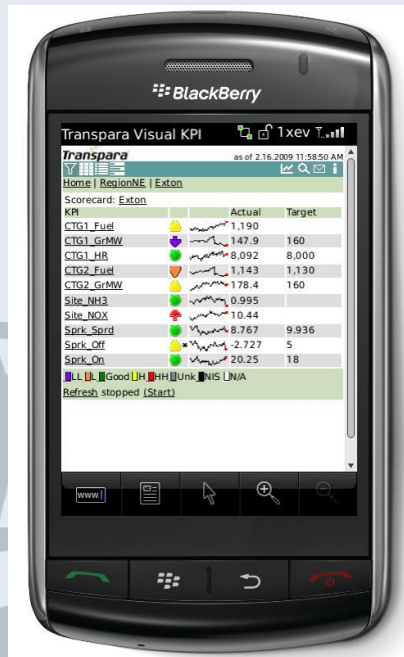 BlackBerry
Transpara Visual KPI 1xev
Transpara as of 2.16.2009 11:58:50 AM
Home | RegionNE | Exton
Scorecard: Exton
KPI Actual Target
CTG1_Fuel 1,190
CTG1_GrMW 147.9 160
CTG1_HR 8,092 8,000
CTG2_Fuel 1,143 1,130
CTG2_GrMW 178.4 160
Site_NH3 0.995
Site_NOX 10.44
Sprk_Sprd 8.767 9.936
Sprk_Off * -2.727 5
Sprk_On 20.25 18
LL L Good H HH Unk NIS N/A
Refresh stopped (Start)
www.